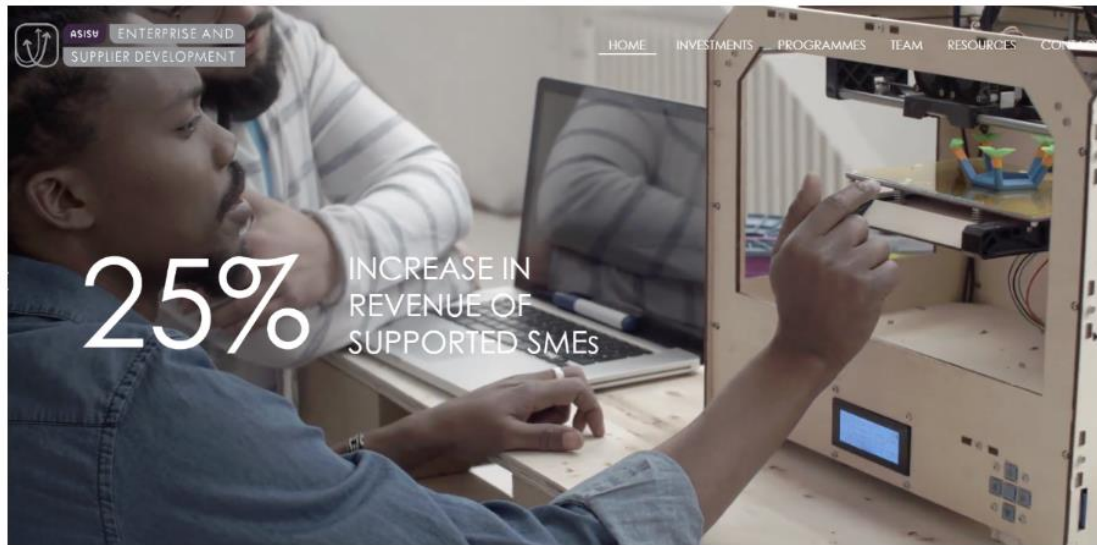 ASISA ENTERPRISE AND
SUPPLIER DEVELOPMENT
HOME INVESTMENTS PROGRAMMES TEAM RESOURCES
25%
INCREASE IN
REVENUE OF
SUPPORTED SMEs